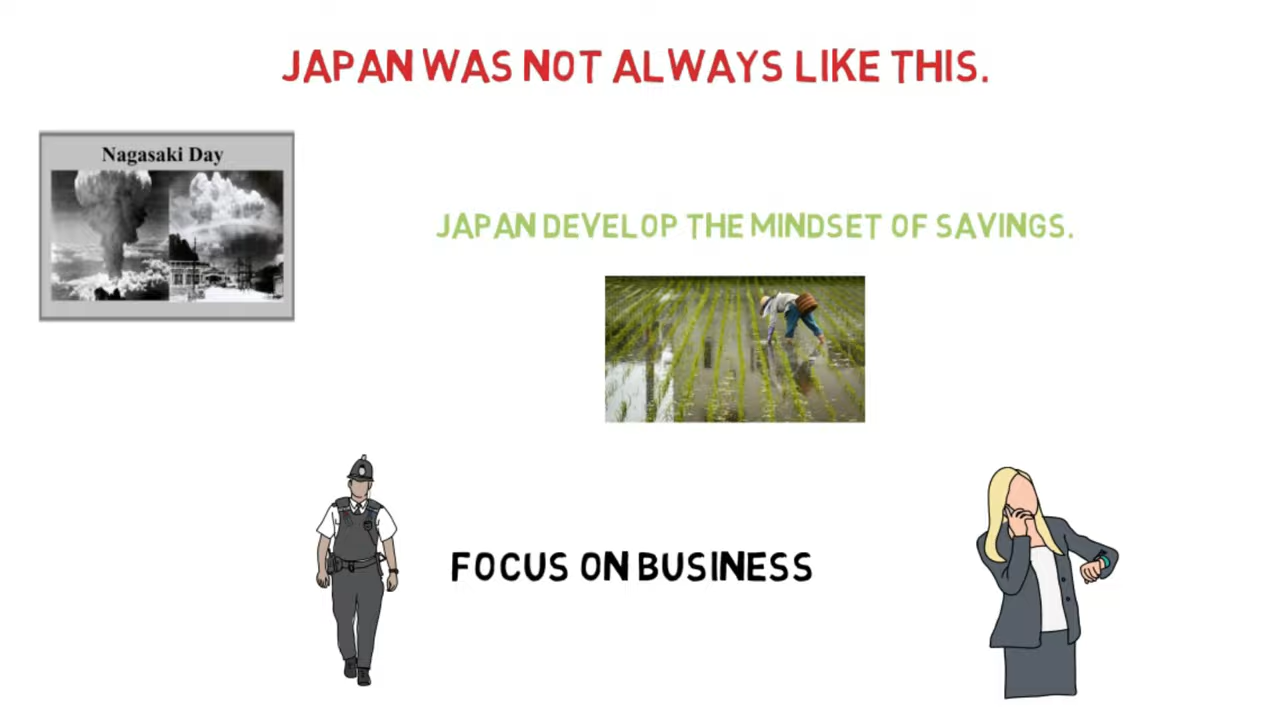 JAPAN WAS NOT ALWAYS LIKE THIS.
Nagasaki Day
JAPAN DEVELOP THE MINDSET OF SAVINGS.
FOCUS ON BUSINESS